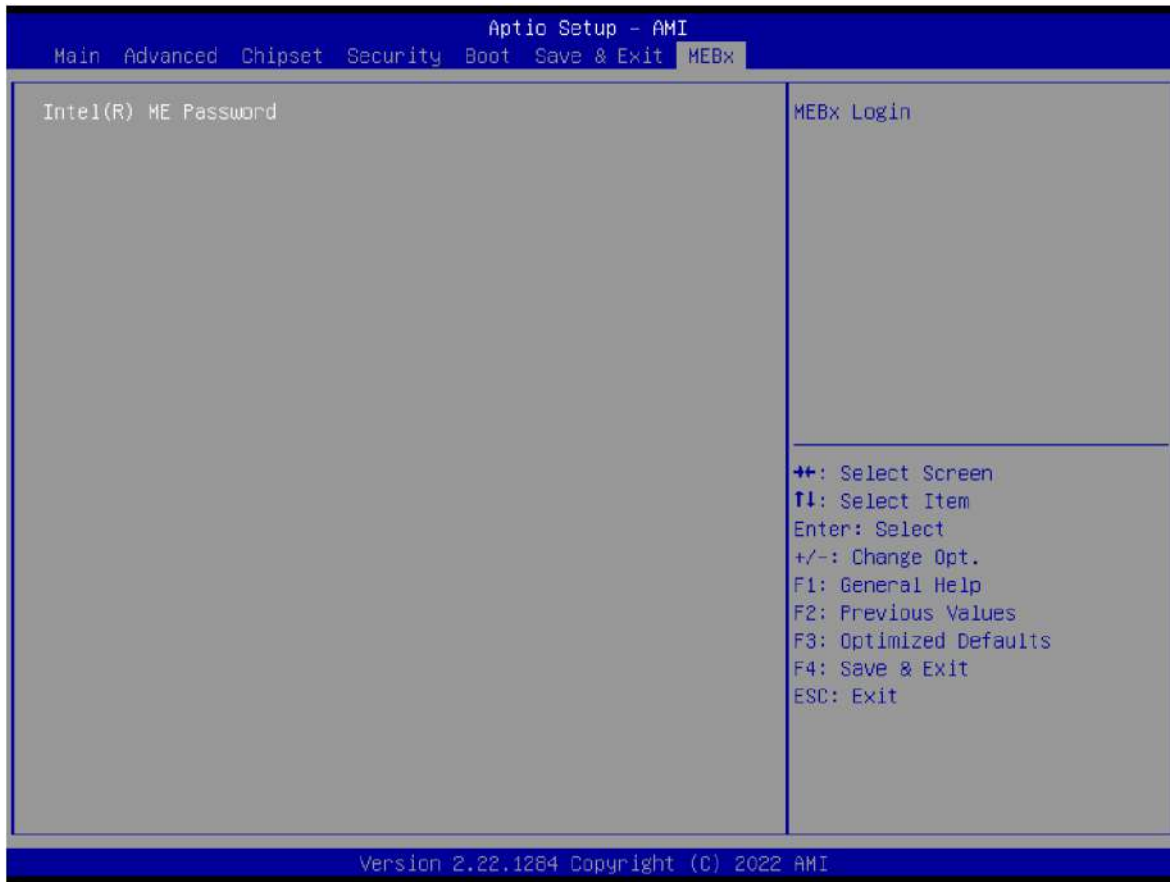 Aptio Setup - AMI
Main Advanced Chipset Security Boot Save & Exit MEBx
Intel(R) ME Password
MEBx Login
→←: Select Screen
↑↓: Select Item
Enter: Select
+/-: Change Opt.
F1: General Help
F2: Previous Values
F3: Optimized Defaults
F4: Save & Exit
ESC: Exit
Version 2.22.1284 Copyright (C) 2022 AMI